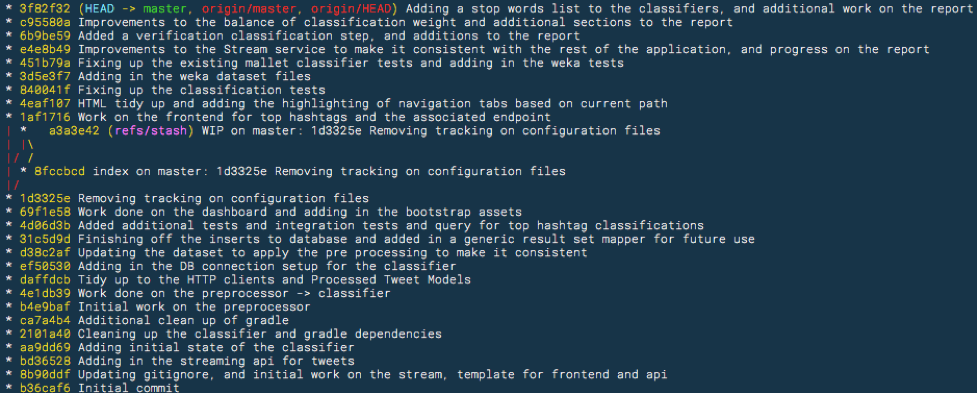 * 3f82f32 (HEAD -> master, origin/master, origin/HEAD) Adding a stop words list to the classifiers, and additional work on the report
* c95580a Improvements to the balance of classification weight and additional sections to the report
* 6b9be59 Added a verification classification step, and additions to the report
* e4e8b49 Improvements to the Stream service to make it consistent with the rest of the application, and progress on the report
* 451b79a Fixing up the existing mallet classifier tests and adding in the weka tests
* 3d5e3f7 Adding in the weka dataset files
* 840041f Fixing up the classification tests
* 4eaf107 HTML tidy up and adding the highlighting of navigation tabs based on current path
* 1af1716 Work on the frontend for top hashtags and the associated endpoint
| *   a3a3e42 (refs/stash) WIP on master: 1d3325e Removing tracking on configuration files
| |\
|/ /
| * 8fccbcd index on master: 1d3325e Removing tracking on configuration files
|/
* 1d3325e Removing tracking on configuration files
* 69f1e58 Work done on the dashboard and adding in the bootstrap assets
* 4d06d3b Added additional tests and integration tests and query for top hashtag classifications
* 31c5d9d Finishing off the inserts to database and added in a generic result set mapper for future use
* d38c2af Updating the dataset to apply the pre processing to make it consistent
* ef50530 Adding in the DB connection setup for the classifier
* daffdcb Tidy up to the HTTP clients and Processed Tweet Models
* 4e1db39 Work done on the preprocessor -> classifier
* b4e9baf Initial work on the preprocessor
* ca7a4b4 Additional clean up of gradle
* 2101a40 Cleaning up the classifier and gradle dependencies
* aa9dd69 Adding initial state of the classifier
* bd36528 Adding in the streaming api for tweets
* 8b90ddf Updating gitignore, and initial work on the stream, template for frontend and api
* b36caf6 Initial commit